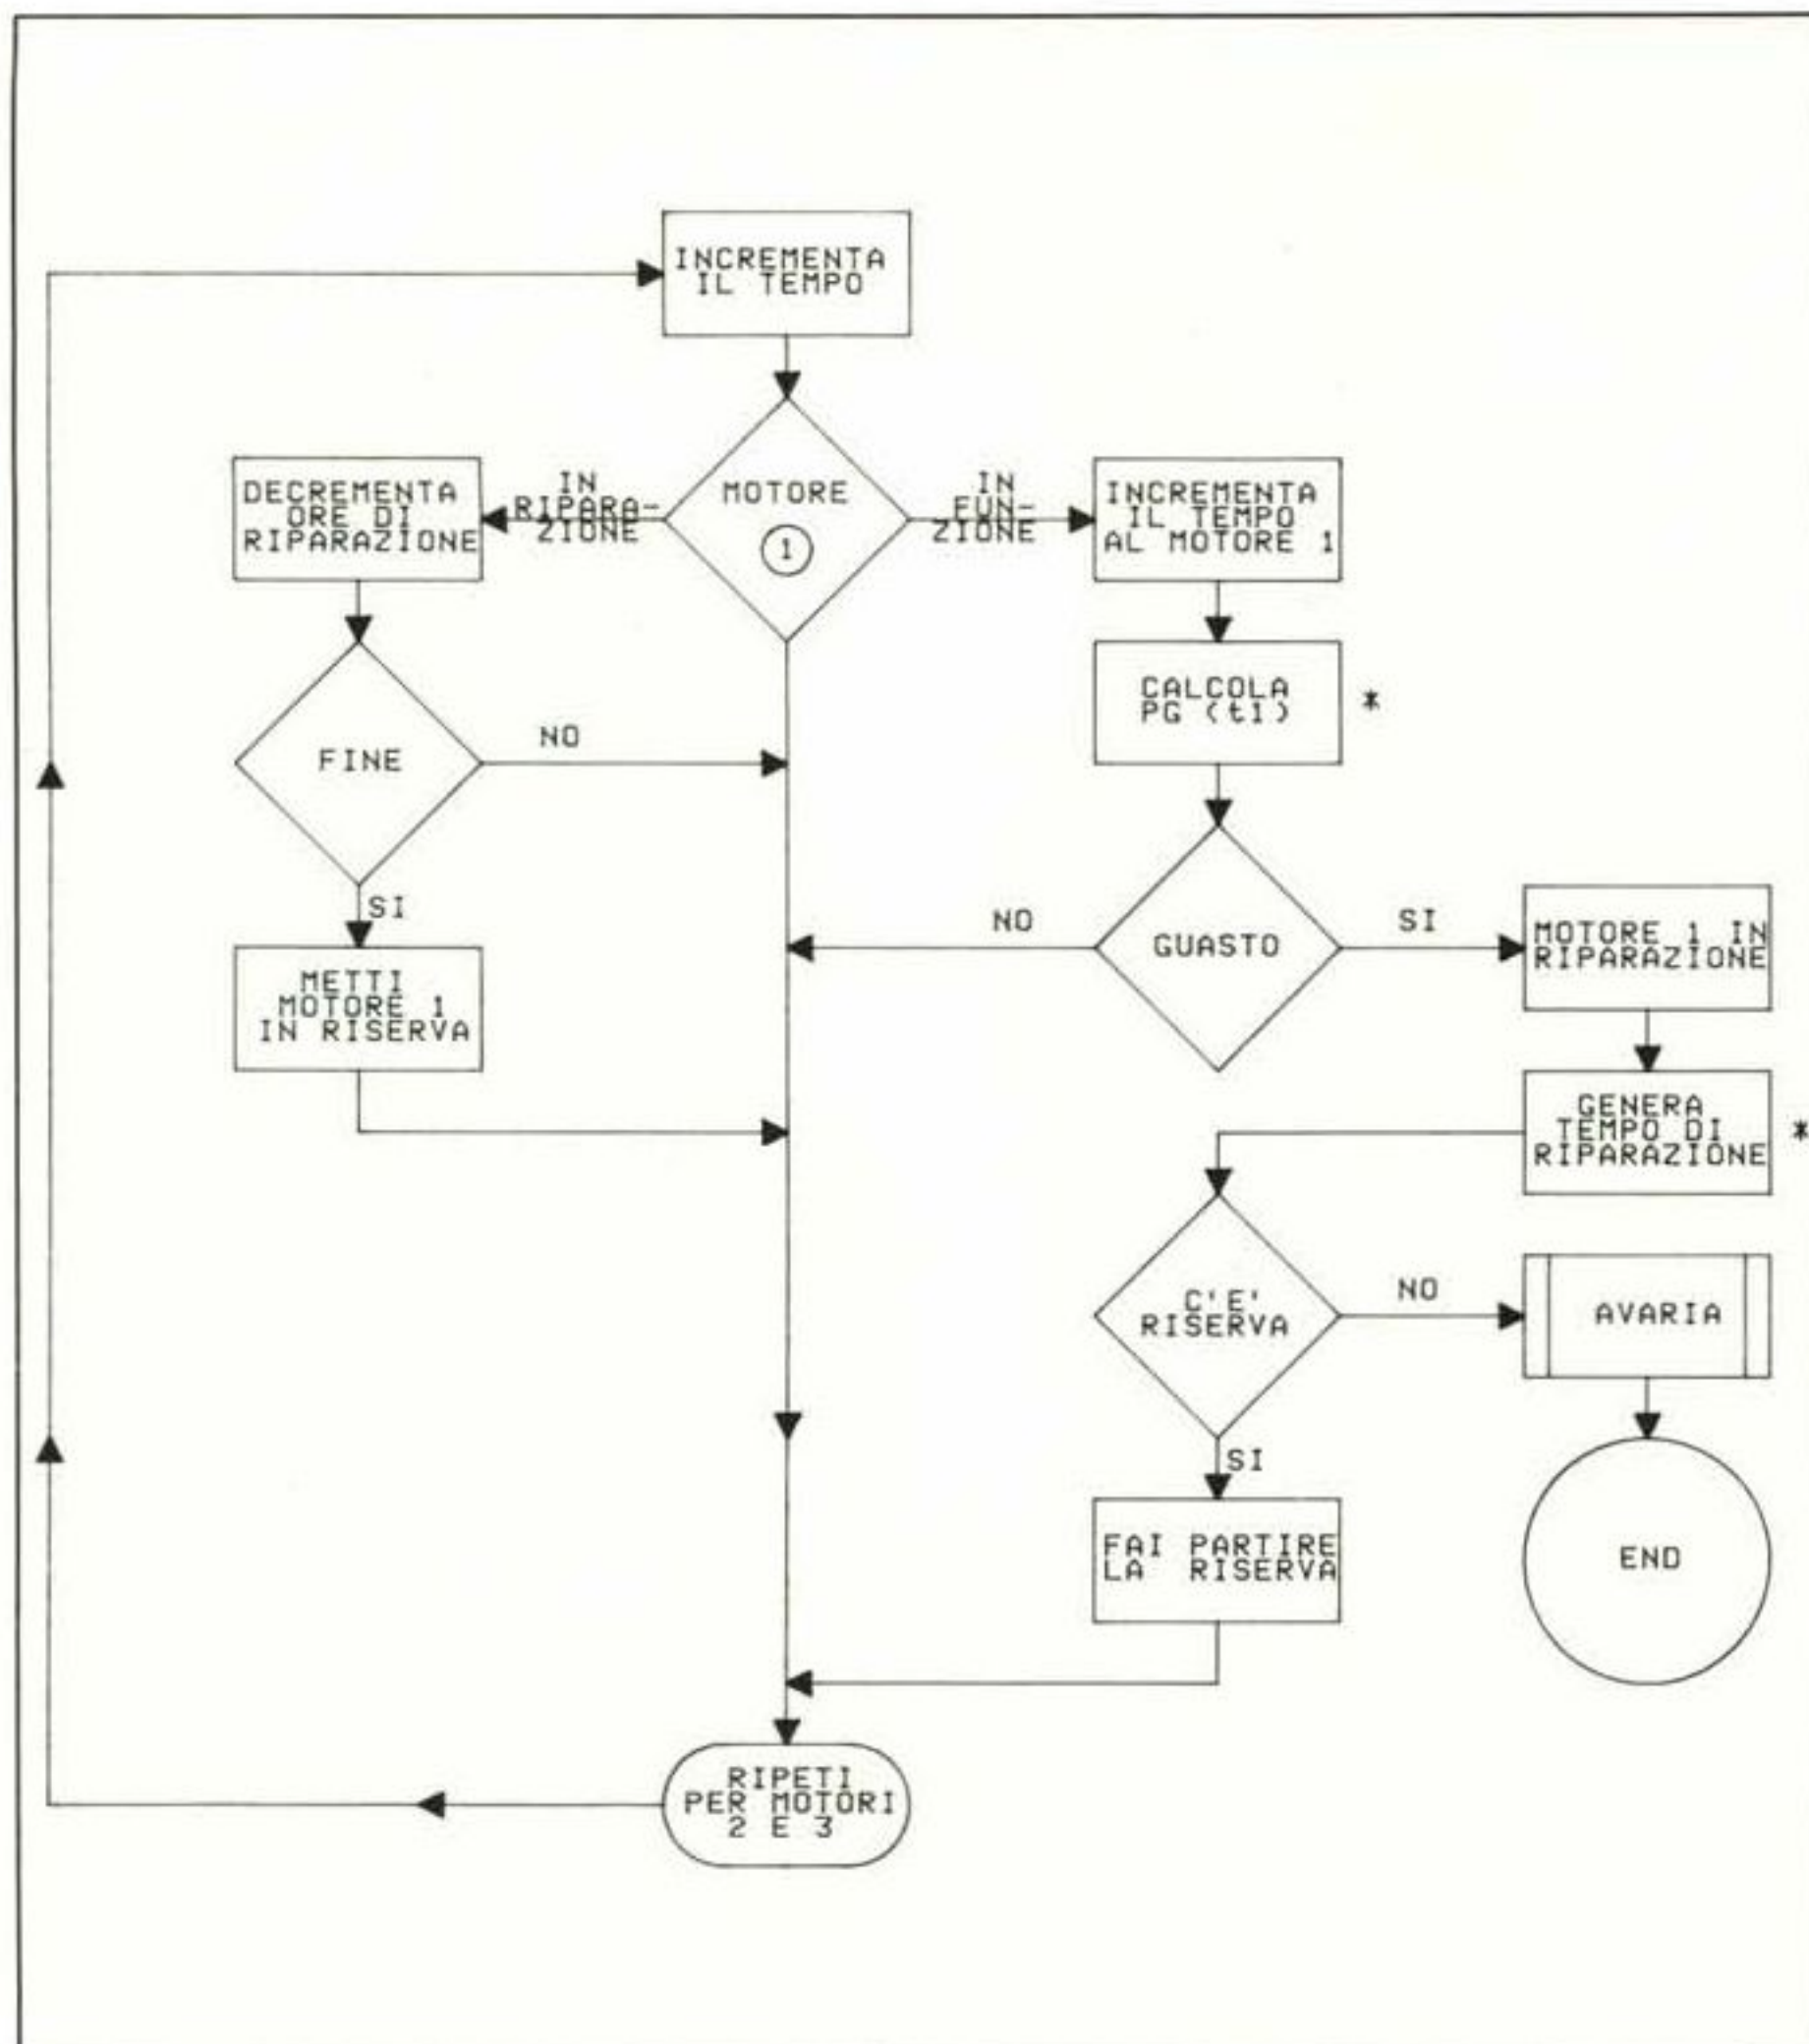 INCREMENTA
IL TEMPO
DECREMENTA
ORE DI
RIPARAZIONE
IN
RIPARA-
ZIONE
MOTORE
1
IN
FUN-
ZIONE
INCREMENTA
IL TEMPO
AL MOTORE 1
CALCOLA
PG (t1)
*
FINE
NO
SI
METTI
MOTORE 1
IN RISERVA
NO
GUASTO
SI
MOTORE 1 IN
RIPARAZIONE
GENERA
TEMPO DI
RIPARAZIONE
*
C'E'
RISERVA
NO
AVARIA
SI
FAI PARTIRE
LA RISERVA
END
RIPETI
PER MOTORI
2 E 3